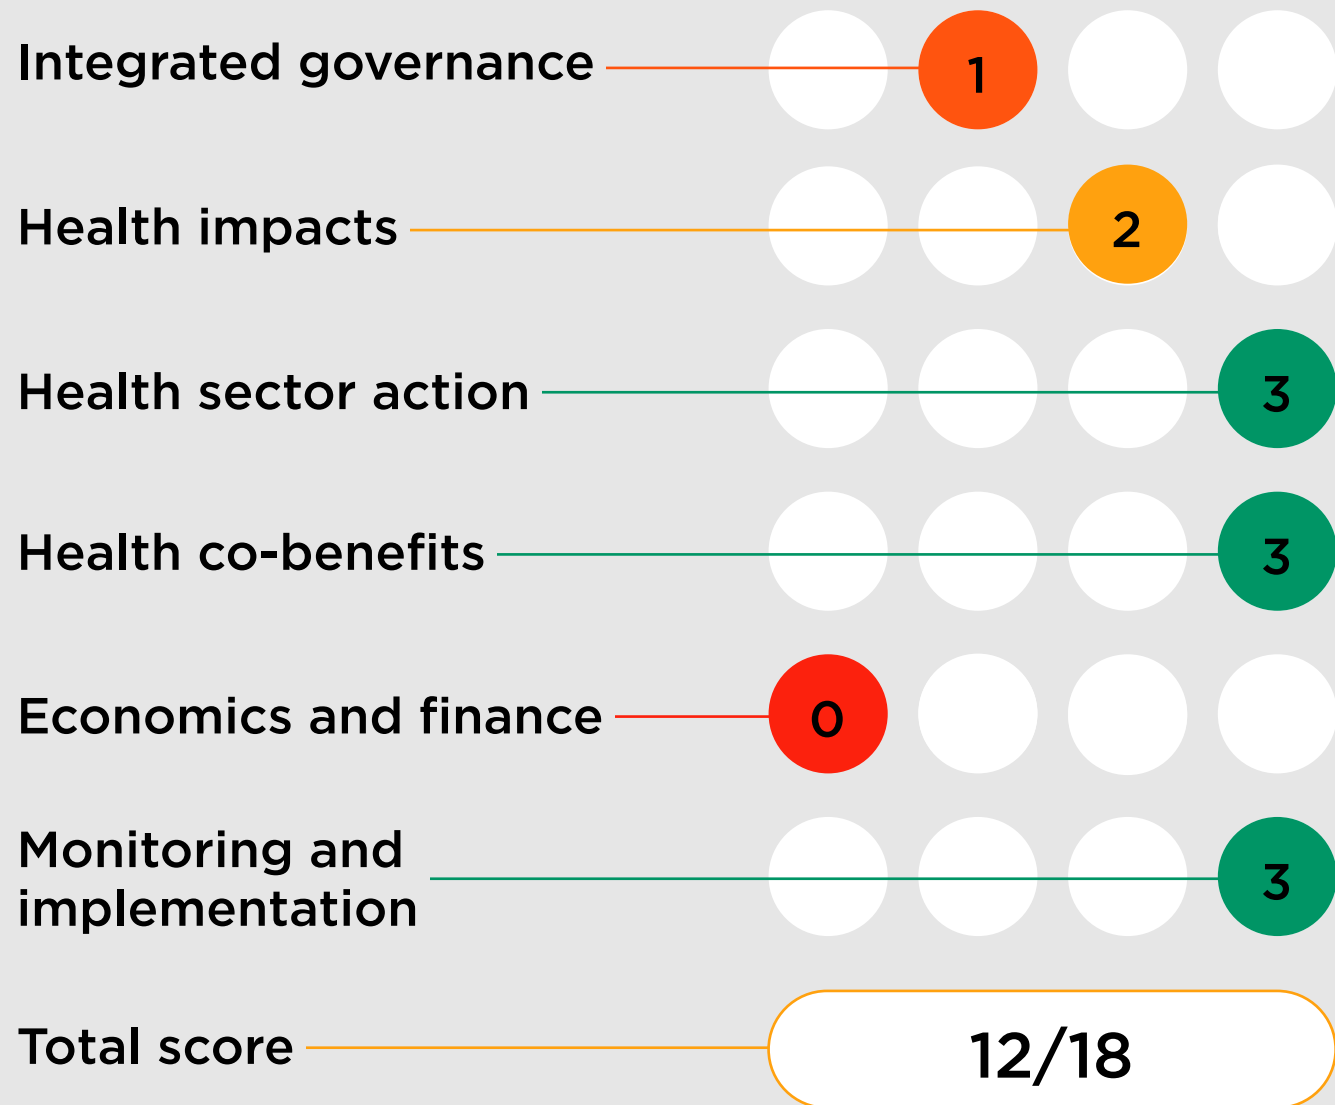 Integrated governance 1
Health impacts 2
Health sector action 3
Health co-benefits 3
Economics and finance 0
Monitoring and
implementation 3
Total score 12/18